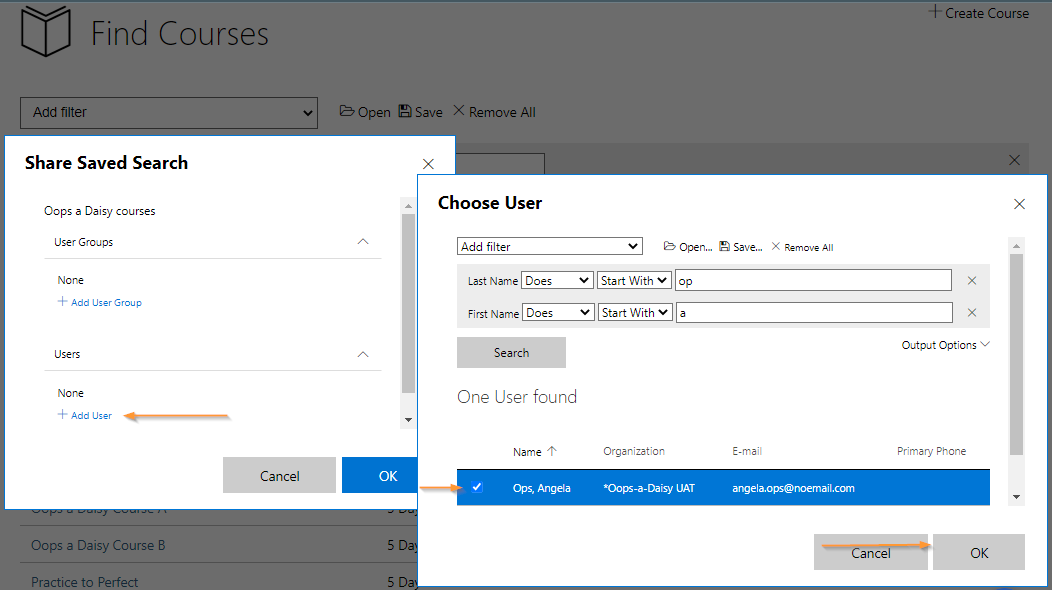 Create Course
Find Courses
Add filter
Open Save Remove All
Share Saved Search
Oops a Daisy courses
User Groups
None
Add User Group
Users
None
Add User
Cancel OK
Choose User
Add filter Open... Save... Remove All
Last Name Does Start With op
First Name Does Start With a
Search
Output Options
One User found
Name Organization E-mail Primary Phone
Ops, Angela *Oops-a-Daisy UAT angela.ops@noemail.com
Cancel OK
Oops a Daisy Course A 5 Day
Oops a Daisy Course B 5 Day
Practice to Perfect 5 Day